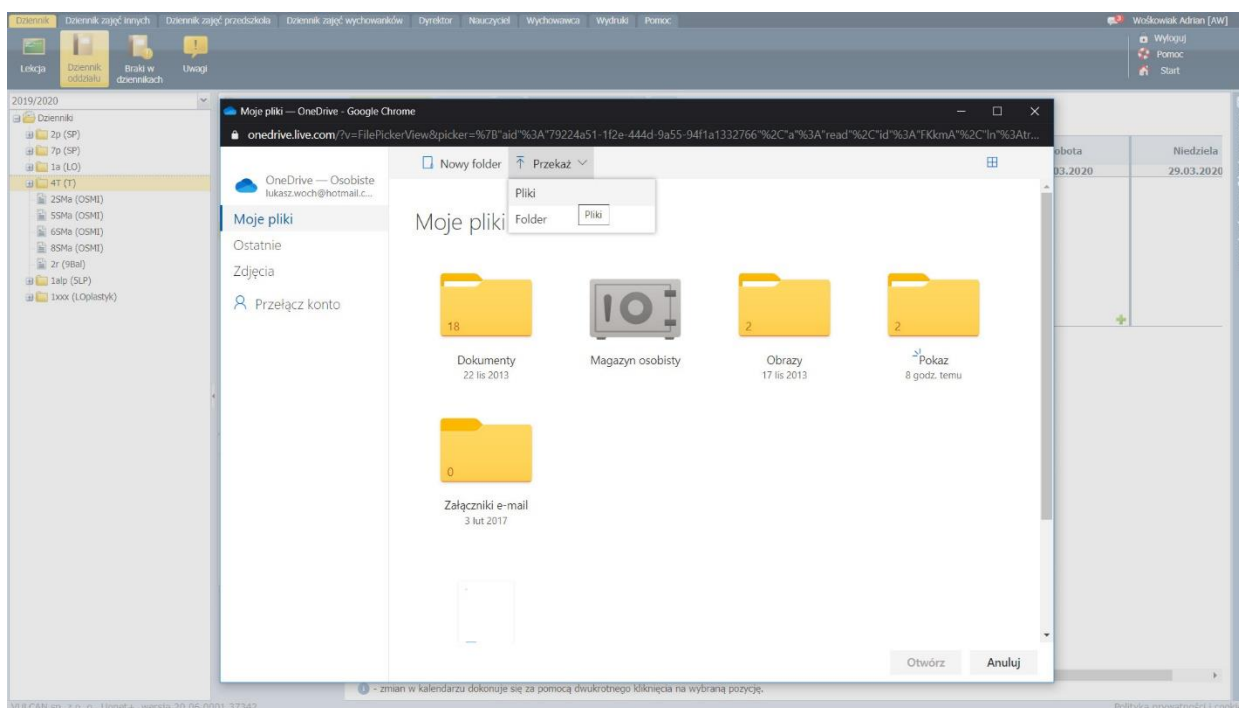 Dziennik Dziennik zajęć innych Dziennik zajęć przedszkola Dziennik zajęć wychowanków Dyrektor Nauczyciel Wychowawca Wydruki Pomoc Wośkowiak Adrian [AW]
Lekcja
Dziennik oddziału
Braki w dziennikach
Uwagi
Wyloguj
Pomoc
Start
2019/2020
Dzienniki
2p (SP)
7p (SP)
1a (LO)
4T (T)
2SMa (OSMI)
5SMa (OSMI)
6SMa (OSMI)
8SMa (OSMI)
2r (9Bal)
1alp (5LP)
1xxx (LOplastyk)
Moje pliki — OneDrive - Google Chrome
onedrive.live.com/?v=FilePickerView&picker=%7B"aid"%3A"79224a51-1f2e-444d-9a55-94f1a1332766"%2C"a"%3A"read"%2C"id"%3A"FKkmA"%2C"ln"%3Atr...
OneDrive — Osobiste
lukasz.woch@hotmail.c...
Moje pliki
Ostatnie
Zdjęcia
Przełącz konto
Nowy folder Przekaż
Pliki
Folder
Pliki
Moje pliki
18
Dokumenty
22 lis 2013
Magazyn osobisty
2
Obrazy
17 lis 2013
2
Pokaz
8 godz. temu
0
Załączniki e-mail
3 lut 2017
Otwórz Anuluj
obota Niedziela
03.2020 29.03.2020
- zmian w kalendarzu dokonuje się za pomocą dwukrotnego kliknięcia na wybraną pozycję.